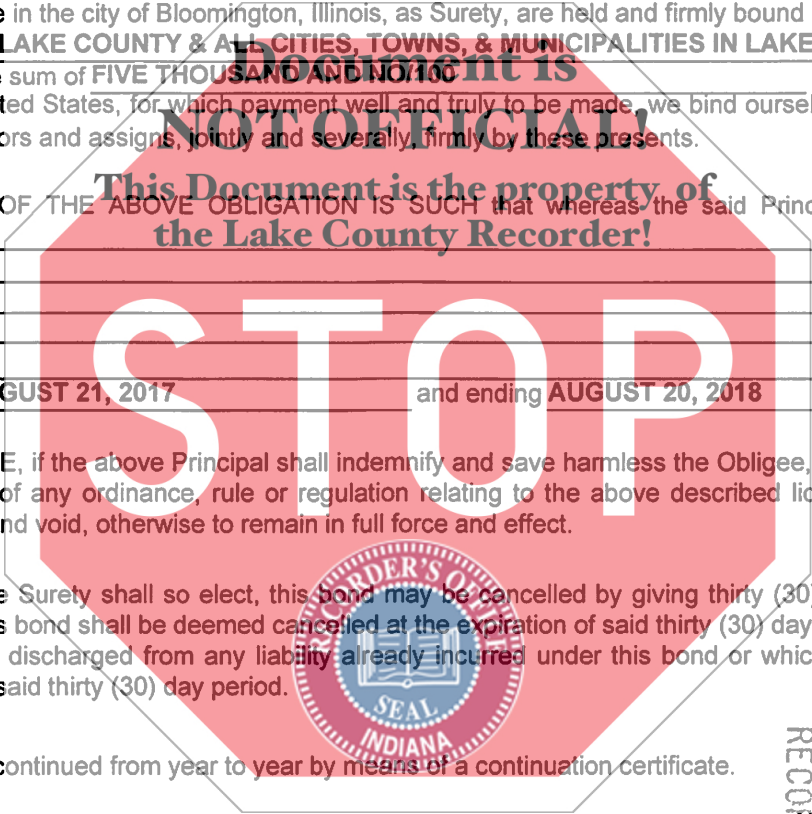 e in the city of Bloomington, Illinois, as Surety, are held and firmly bound
LAKE COUNTY & ALL CITIES, TOWNS, & MUNICIPALITIES IN LAKE
e sum of FIVE THOUSAND AND NO/100
Document is
ted States, for which payment well and truly to be made, we bind oursel
NOT OFFICIAL!
ors and assigns, jointly and severally, firmly by these presents.
This Document is the property of
OF THE ABOVE OBLIGATION IS SUCH that whereas the said Princ
the Lake County Recorder!
STOP
GUST 21, 2017 and ending AUGUST 20, 2018
E, if the above Principal shall indemnify and save harmless the Obligee,
of any ordinance, rule or regulation relating to the above described lic
nd void, otherwise to remain in full force and effect.
e Surety shall so elect, this bond may be cancelled by giving thirty (30
s bond shall be deemed cancelled at the expiration of said thirty (30) day
discharged from any liability already incurred under this bond or whic
said thirty (30) day period.
RECORDER'S OFFICE
SEAL
INDIANA
continued from year to year by means of a continuation certificate.
RECOR